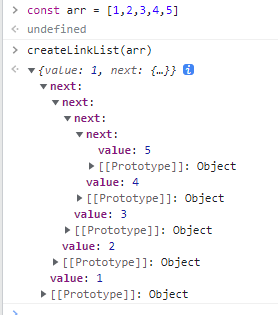 const arr = [1,2,3,4,5]
undefined
createLinkList(arr)
{value: 1, next: {…}}
next:
next:
next:
next:
value: 5
[[Prototype]]: Object
value: 4
[[Prototype]]: Object
value: 3
[[Prototype]]: Object
value: 2
[[Prototype]]: Object
value: 1
[[Prototype]]: Object